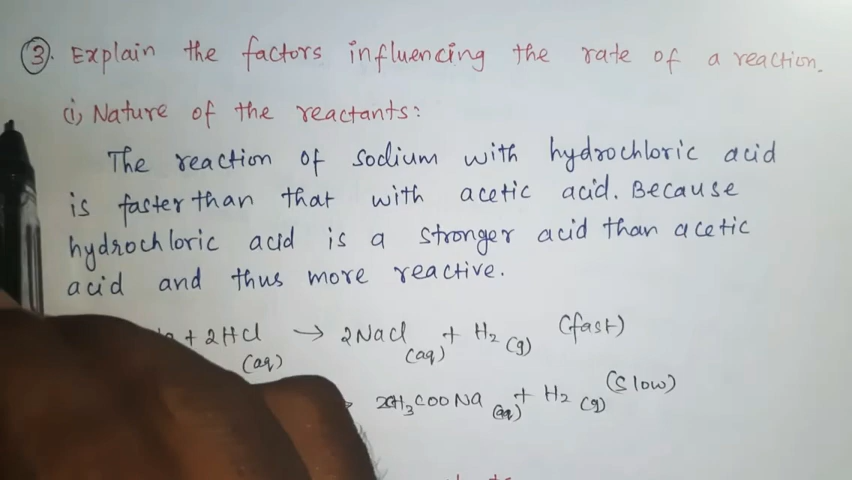 ③. Explain the factors influencing the rate of a reaction.
i, Nature of the reactants:
The reaction of sodium with hydrochloric acid
is faster than that with acetic acid. Because
hydrochloric acid is a stronger acid than acetic
acid and thus more reactive.
+ 2HCl (aq) → 2NaCl (aq) + H₂ (g) (fast)
2CH₃COONa (aq) + H₂ (g) (slow)